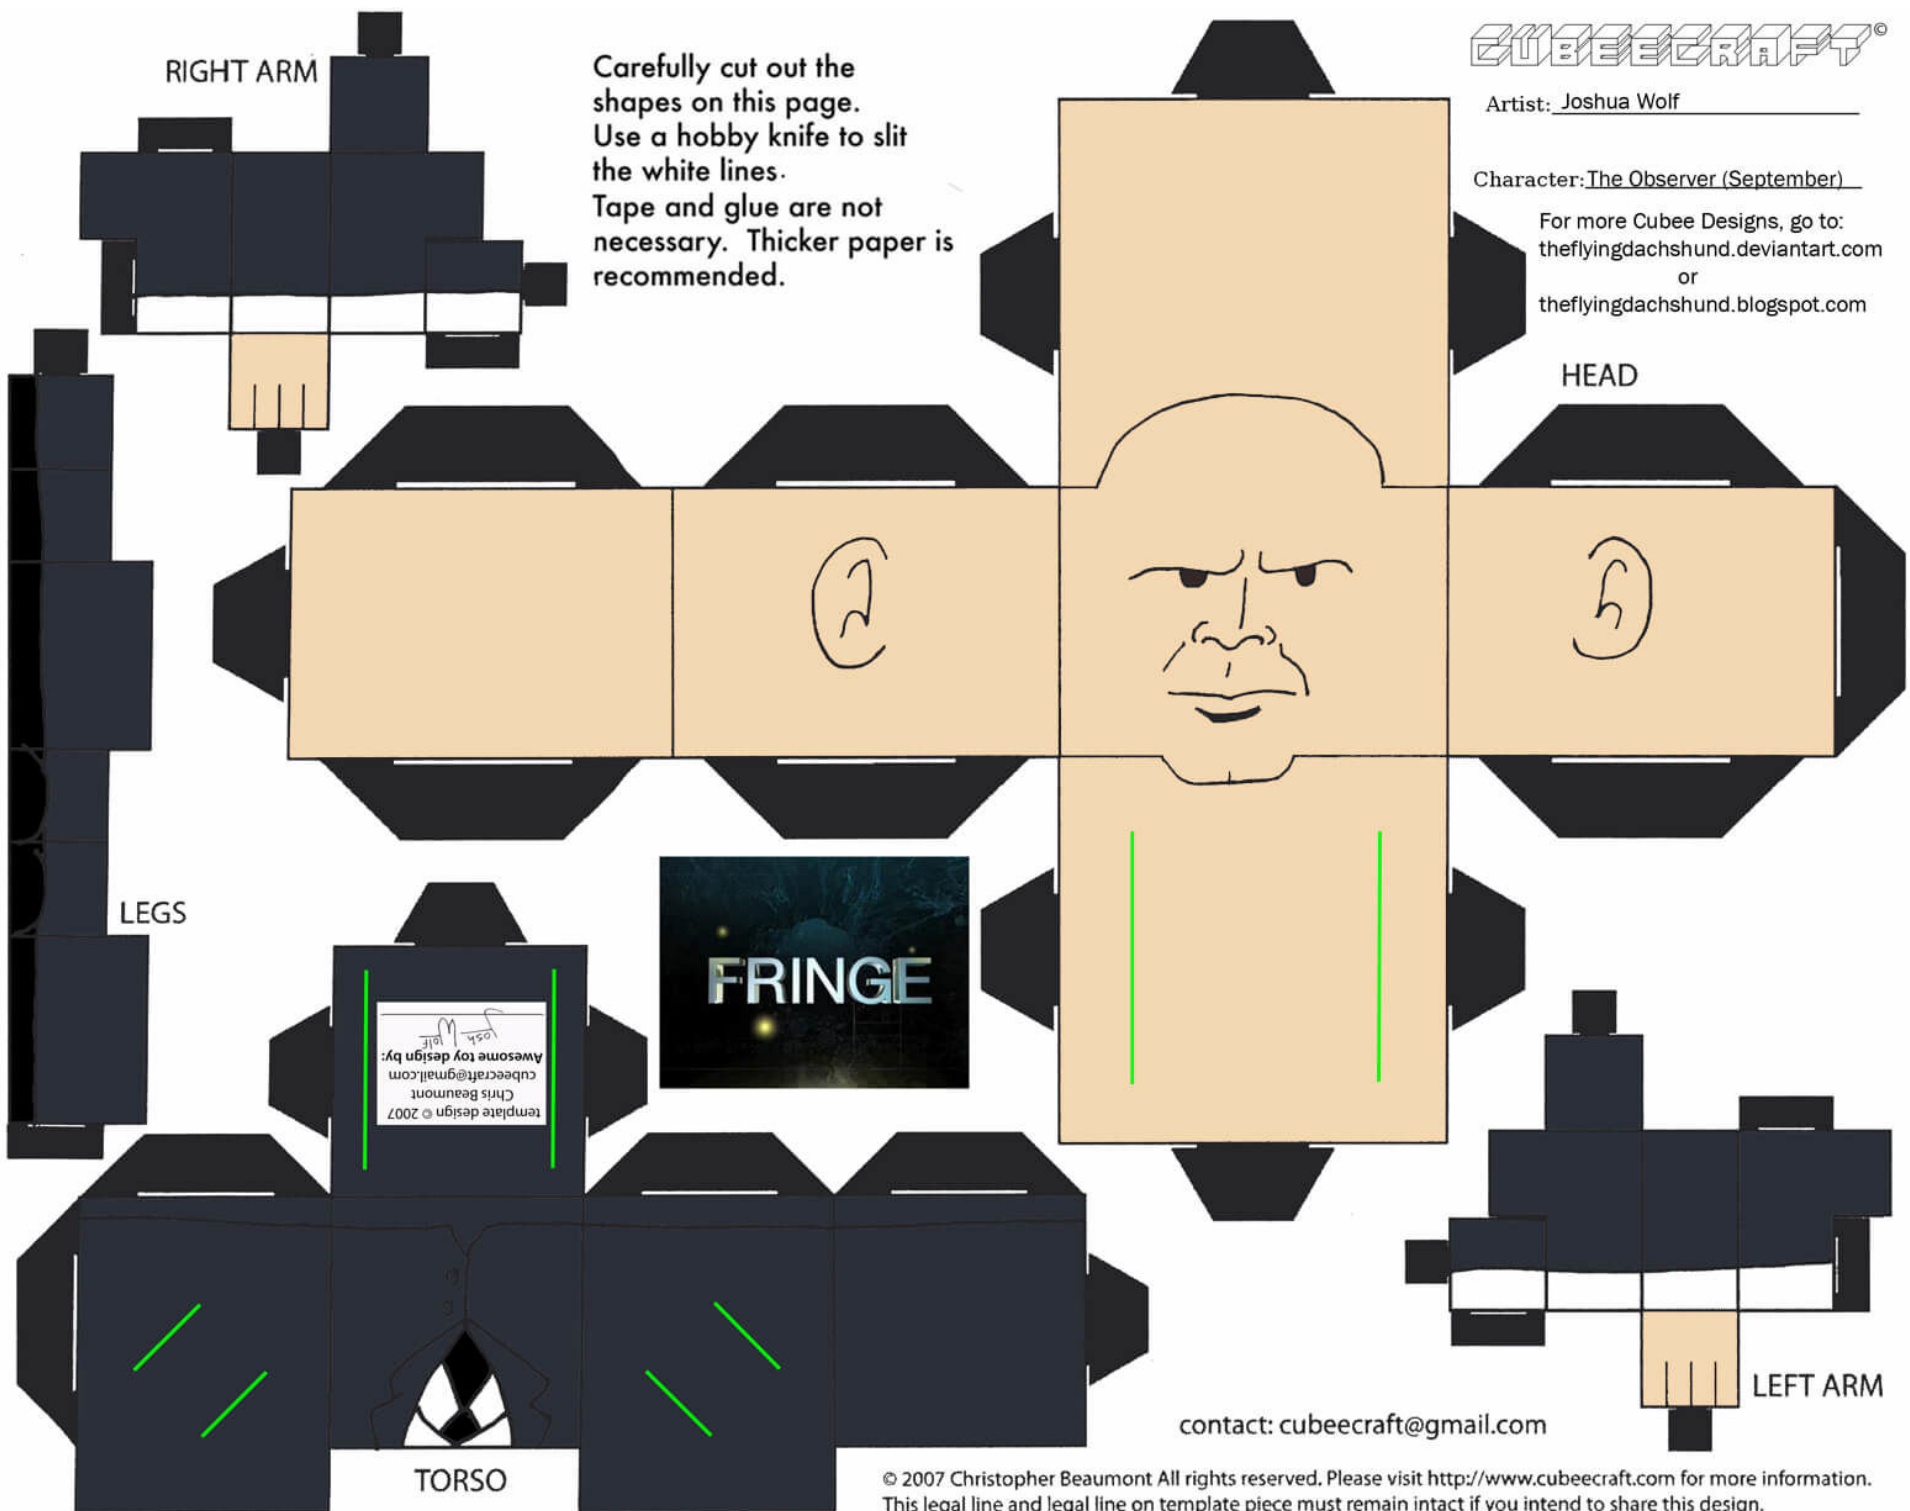 RIGHT ARM
Carefully cut out the
shapes on this page.
Use a hobby knife to slit
the white lines.
Tape and glue are not
necessary. Thicker paper is
recommended.
CUBEECRAFT©
Artist: Joshua Wolf
Character: The Observer (September)
For more Cubee Designs, go to:
theflyingdachshund.deviantart.com
or
theflyingdachshund.blogspot.com
HEAD
LEGS
FRINGE
template design © 2007
Chris Beaumont
cubeecraft@gmail.com
Awesome toy design by:
Josh Wolf
TORSO
LEFT ARM
contact: cubeecraft@gmail.com
© 2007 Christopher Beaumont All rights reserved. Please visit http://www.cubeecraft.com for more information.
This legal line and legal line on template piece must remain intact if you intend to share this design.